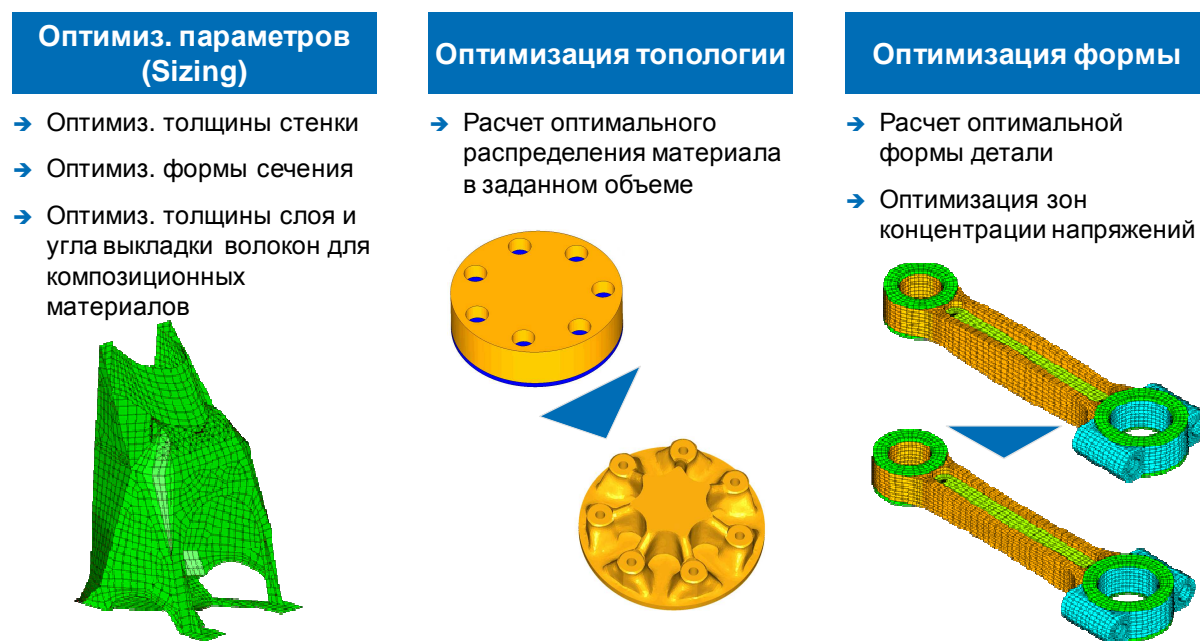 Оптимиз. параметров
(Sizing)
→ Оптимиз. толщины стенки
→ Оптимиз. формы сечения
→ Оптимиз. толщины слоя и
угла выкладки волокон для
композиционных
материалов
Оптимизация топологии
→ Расчет оптимального
распределения материала
в заданном объеме
Оптимизация формы
→ Расчет оптимальной
формы детали
→ Оптимизация зон
концентрации напряжений